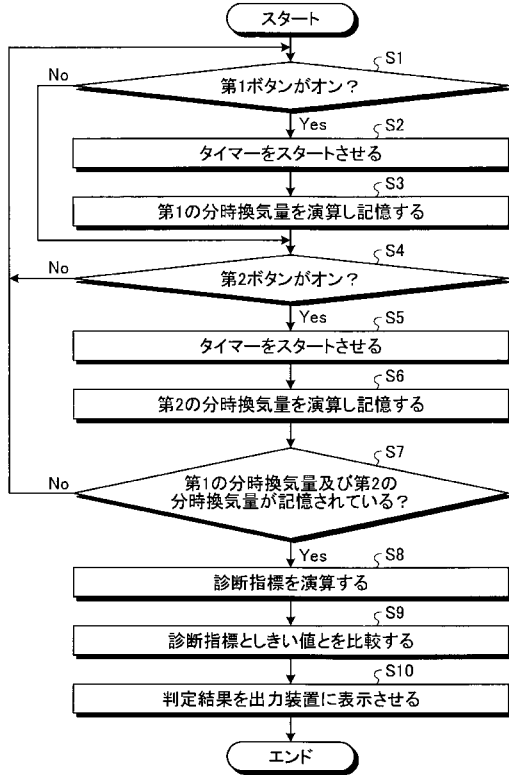 スタート
S1
No
第1ボタンがオン？
Yes
S2
タイマーをスタートさせる
S3
第1の分時換気量を演算し記憶する
S4
No
第2ボタンがオン？
Yes
S5
タイマーをスタートさせる
S6
第2の分時換気量を演算し記憶する
S7
No
第1の分時換気量及び第2の
分時換気量が記憶されている？
Yes
S8
診断指標を演算する
S9
診断指標としきい値とを比較する
S10
判定結果を出力装置に表示させる
エンド